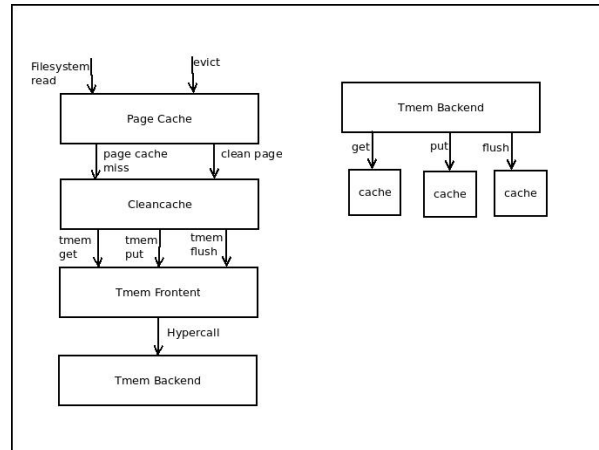 Filesystem
read
evict
Page Cache
page cache
miss
clean page
Cleancache
tmem
get
tmem
put
tmem
flush
Tmem Frontent
Hypercall
Tmem Backend
Tmem Backend
get
put
flush
cache
cache
cache